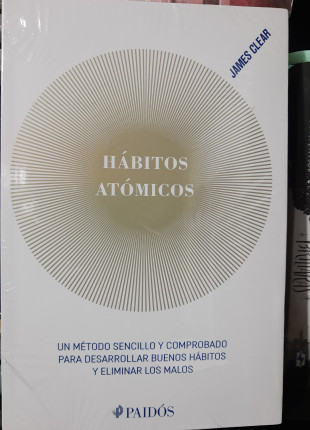 JAMES CLEAR
HÁBITOS
ATÓMICOS
UN MÉTODO SENCILLO Y COMPROBADO
PARA DESARROLLAR BUENOS HÁBITOS
Y ELIMINAR LOS MALOS
PAIDÓS